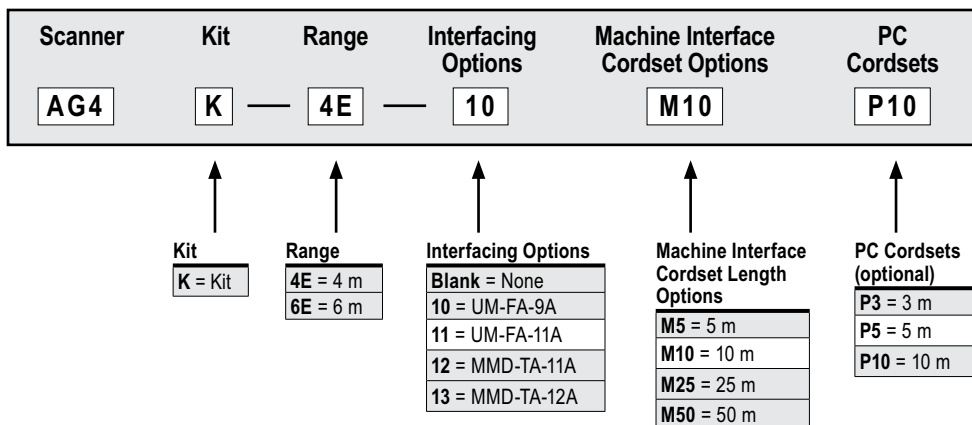 Scanner
Kit
Range
Interfacing
Options
Machine Interface
Cordset Options
PC
Cordsets
AG4
K
4E
10
M10
P10
Kit
K = Kit
Range
4E = 4 m
6E = 6 m
Interfacing Options
Blank = None
10 = UM-FA-9A
11 = UM-FA-11A
12 = MMD-TA-11A
13 = MMD-TA-12A
Machine Interface
Cordset Length
Options
M5 = 5 m
M10 = 10 m
M25 = 25 m
M50 = 50 m
PC Cordsets
(optional)
P3 = 3 m
P5 = 5 m
P10 = 10 m